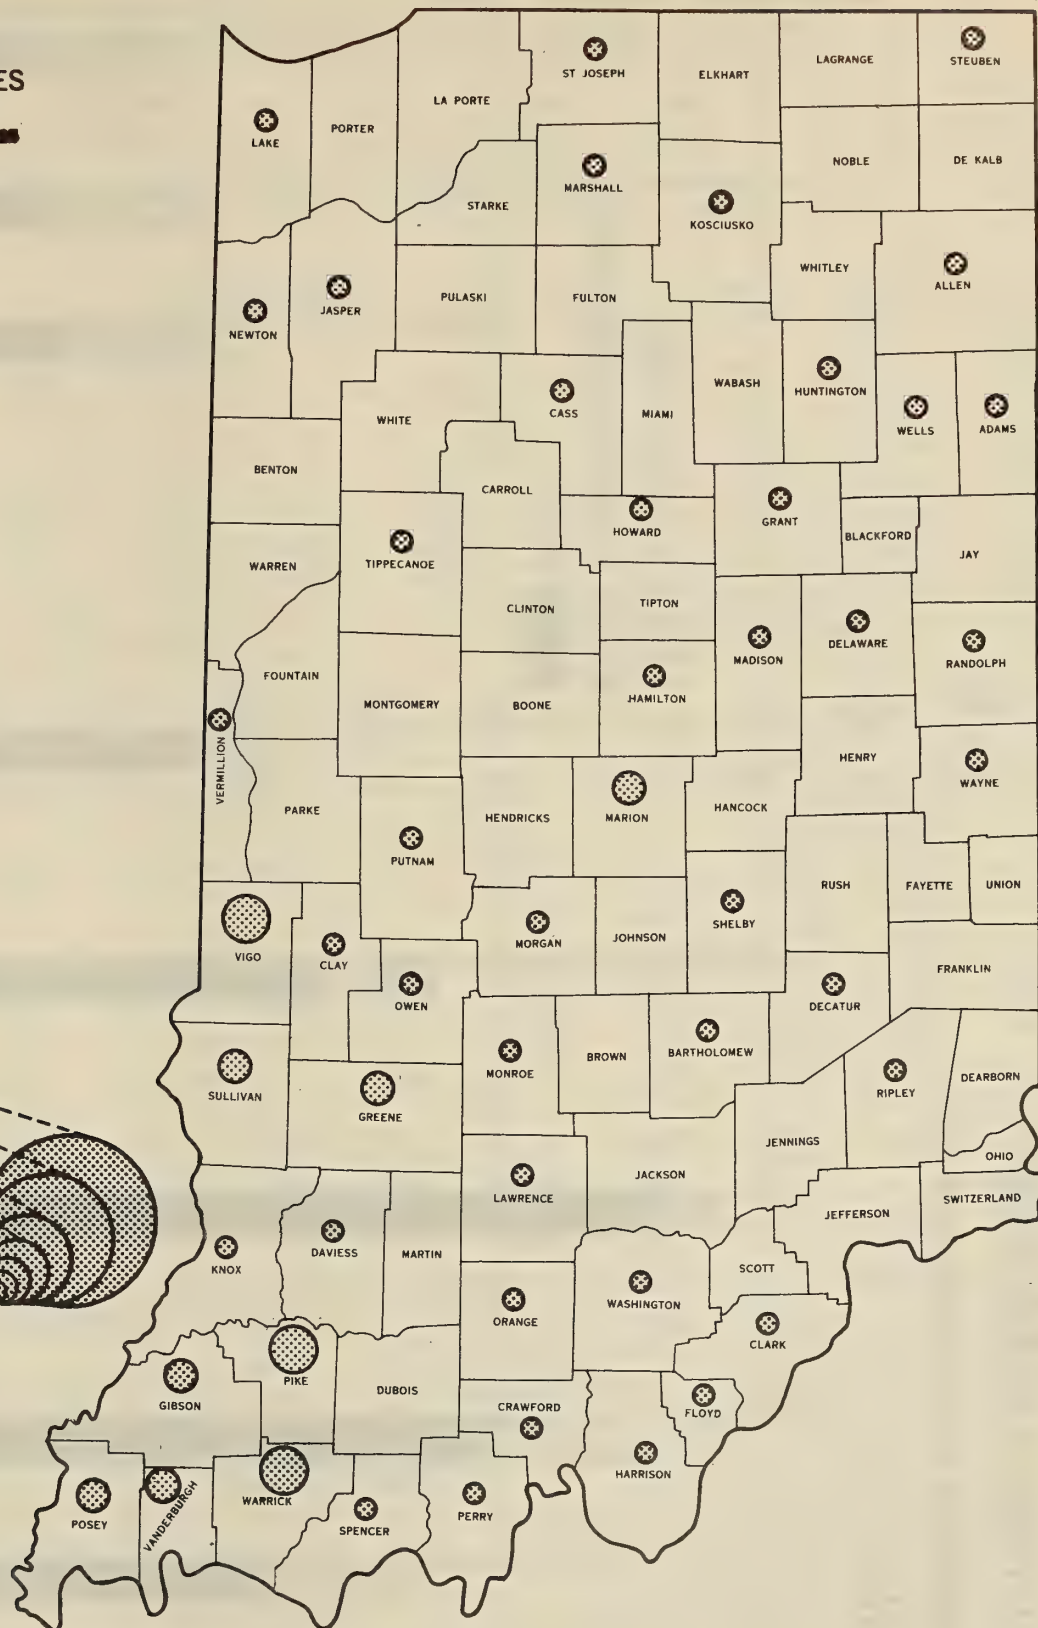 ES
ST JOSEPH
ELKHART
LAGRANGE
STEUBEN
LA PORTE
PORTER
LAKE
MARSHALL
NOBLE
DE KALB
STARKE
KOSCIUSKO
WHITLEY
ALLEN
PULASKI
FULTON
JASPER
NEWTON
WABASH
HUNTINGTON
CASS
MIAMI
WHITE
WELLS
ADAMS
BENTON
CARROLL
HOWARD
GRANT
BLACKFORD
JAY
WARREN
TIPPECANOE
CLINTON
TIPTON
MADISON
DELAWARE
RANDOLPH
FOUNTAIN
MONTGOMERY
BOONE
HAMILTON
VERMILLION
HENRY
WAYNE
PARKE
HENDRICKS
MARION
HANCOCK
PUTNAM
RUSH
FAYETTE
UNION
VIGO
CLAY
MORGAN
JOHNSON
SHELBY
FRANKLIN
OWEN
DECATUR
SULLIVAN
GREENE
MONROE
BROWN
BARTHOLOMEW
RIPLEY
DEARBORN
JENNINGS
OHIO
LAWRENCE
JACKSON
SWITZERLAND
JEFFERSON
KNOX
DAVIESS
MARTIN
SCOTT
ORANGE
WASHINGTON
CLARK
PIKE
DUBOIS
GIBSON
CRAWFORD
FLOYD
HARRISON
POSEY
VANDERBURGH
WARRICK
SPENCER
PERRY